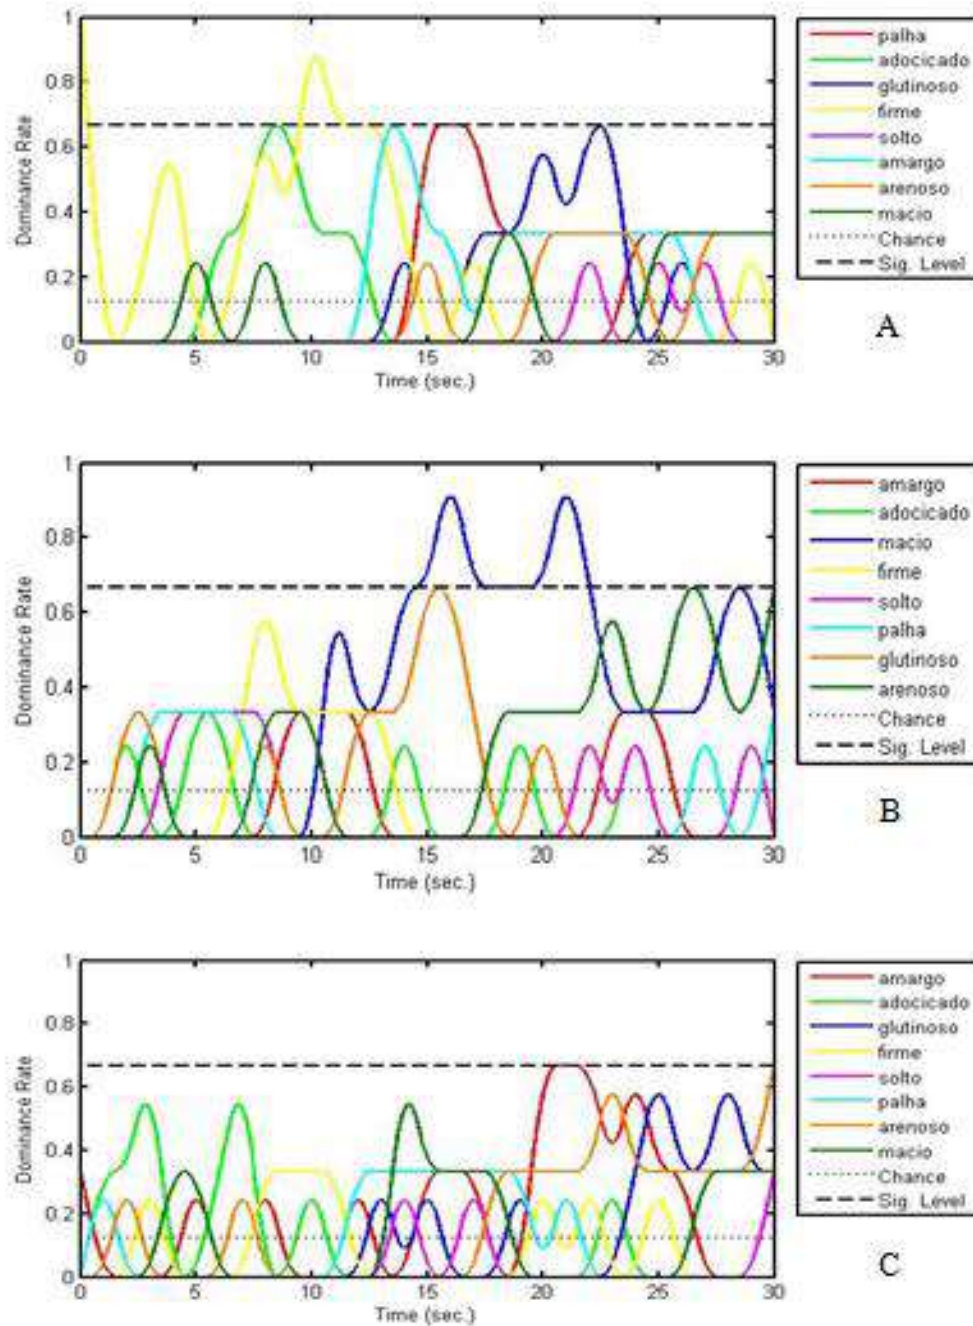 1
0.8
0.6
0.4
0.2
0
Dominance Rate
0 5 10 15 20 25 30
Time (sec.)
palha
adocicado
glutinoso
firme
solto
amargo
arenoso
macio
Chance
Sig. Level
A
1
0.8
0.6
0.4
0.2
0
Dominance Rate
0 5 10 15 20 25 30
Time (sec.)
amargo
adocicado
macio
firme
solto
palha
glutinoso
arenoso
Chance
Sig. Level
B
1
0.8
0.6
0.4
0.2
0
Dominance Rate
0 5 10 15 20 25 30
Time (sec.)
amargo
adocicado
glutinoso
firme
solto
palha
arenoso
macio
Chance
Sig. Level
C